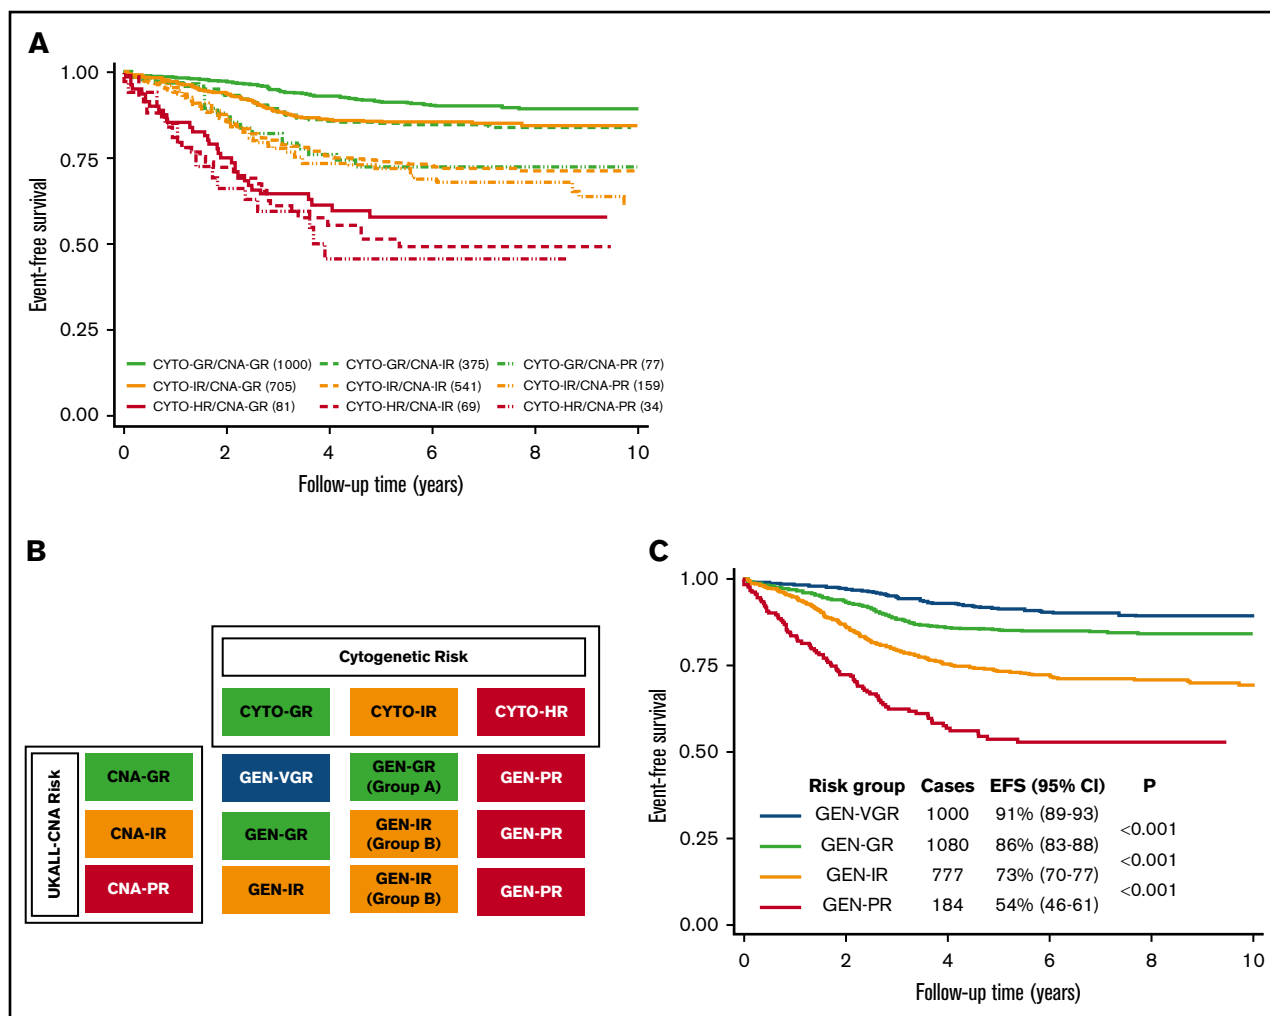 A
1.00
0.75
0.50
0.25
0.00
Event-free survival
CYTO-GR/CNA-GR (1000) CYTO-GR/CNA-IR (375) CYTO-GR/CNA-PR (77)
CYTO-IR/CNA-GR (705) CYTO-IR/CNA-IR (541) CYTO-IR/CNA-PR (159)
CYTO-HR/CNA-GR (81) CYTO-HR/CNA-IR (69) CYTO-HR/CNA-PR (34)
0 2 4 6 8 10
Follow-up time (years)
B
Cytogenetic Risk
CYTO-GR CYTO-IR CYTO-HR
UKALL-CNA Risk
CNA-GR
CNA-IR
CNA-PR
GEN-VGR
GEN-GR
(Group A)
GEN-PR
GEN-GR
GEN-IR
(Group B)
GEN-PR
GEN-IR
GEN-IR
(Group B)
GEN-PR
C
1.00
0.75
0.50
0.25
0.00
Event-free survival
Risk group Cases EFS (95% CI) P
GEN-VGR 1000 91% (89-93)
<0.001
GEN-GR 1080 86% (83-88)
<0.001
GEN-IR 777 73% (70-77)
<0.001
GEN-PR 184 54% (46-61)
0 2 4 6 8 10
Follow-up time (years)